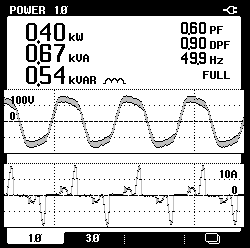 POWER 1Ø
0.40 KW
0.60 PF
0.67 KVA
0.90 DPF
0.54 KVAR
49.9 Hz
FULL
100V
0
10A
0
1Ø
3Ø